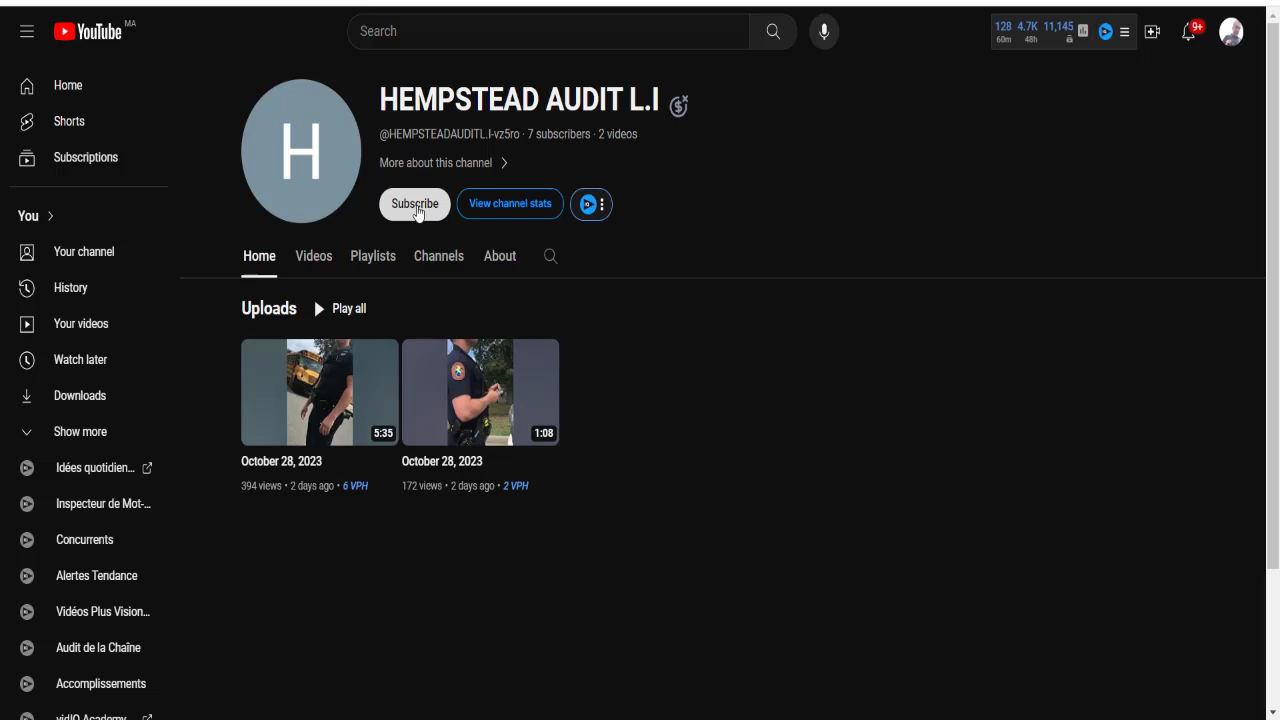 YouTube MA
Search
128 4.7K 11,145
60m 48h
9+
Home
Shorts
Subscriptions
You
Your channel
History
Your videos
Watch later
Downloads
Show more
Idées quotidien...
Inspecteur de Mot-...
Concurrents
Alertes Tendance
Vidéos Plus Vision...
Audit de la Chaîne
Accomplissements
vidIQ Academy
H
HEMPSTEAD AUDIT L.I
@HEMPSTEADAUDITL.I-vz5ro · 7 subscribers · 2 videos
More about this channel
Subscribe View channel stats
Home Videos Playlists Channels About
Uploads Play all
5:35
October 28, 2023
394 views • 2 days ago • 6 VPH
1:08
October 28, 2023
172 views • 2 days ago • 2 VPH